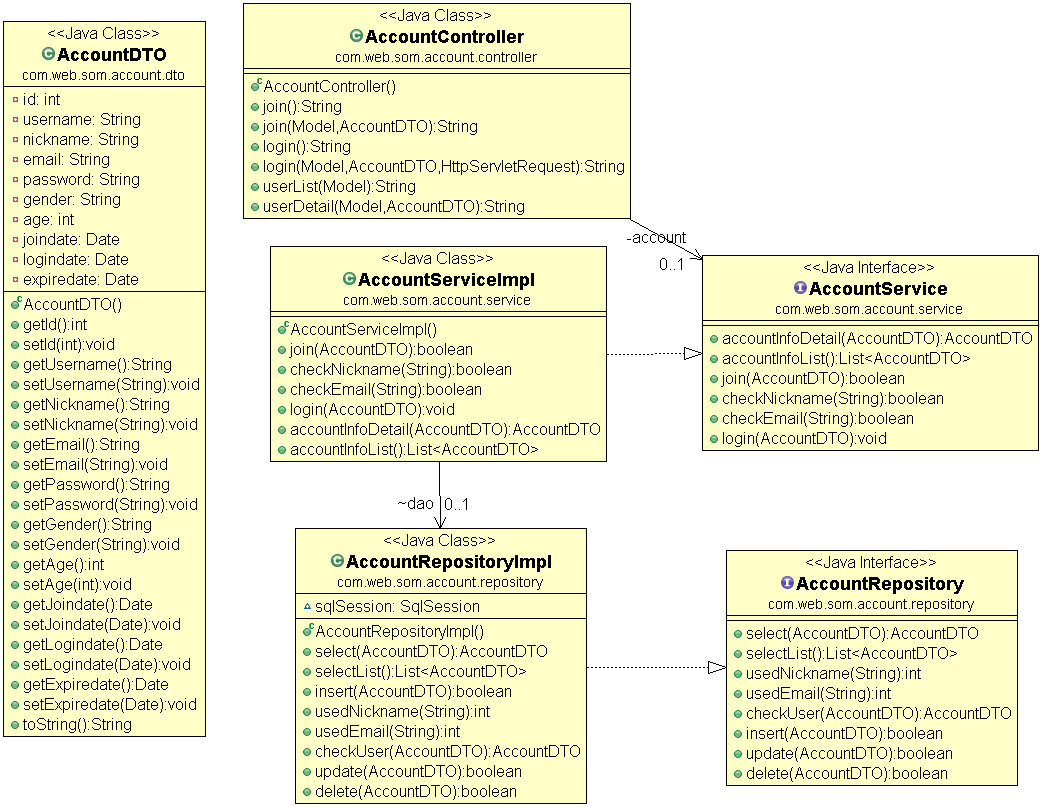 <<Java Class>>
AccountDTO
com.web.som.account.dto
id: int
username: String
nickname: String
email: String
password: String
gender: String
age: int
joindate: Date
logindate: Date
expiredate: Date
AccountDTO()
getId():int
setId(int):void
getUsername():String
setUsername(String):void
getNickname():String
setNickname(String):void
getEmail():String
setEmail(String):void
getPassword():String
setPassword(String):void
getGender():String
setGender(String):void
getAge():int
setAge(int):void
getJoindate():Date
setJoindate(Date):void
getLogindate():Date
setLogindate(Date):void
getExpiredate():Date
setExpiredate(Date):void
toString():String
<<Java Class>>
AccountController
com.web.som.account.controller
AccountController()
join():String
join(Model,AccountDTO):String
login():String
login(Model,AccountDTO,HttpServletRequest):String
userList(Model):String
userDetail(Model,AccountDTO):String
-account
0..1
<<Java Class>>
AccountServiceImpl
com.web.som.account.service
AccountServiceImpl()
join(AccountDTO):boolean
checkNickname(String):boolean
checkEmail(String):boolean
login(AccountDTO):void
accountInfoDetail(AccountDTO):AccountDTO
accountInfoList():List<AccountDTO>
<<Java Interface>>
AccountService
com.web.som.account.service
accountInfoDetail(AccountDTO):AccountDTO
accountInfoList():List<AccountDTO>
join(AccountDTO):boolean
checkNickname(String):boolean
checkEmail(String):boolean
login(AccountDTO):void
~dao 0..1
<<Java Class>>
AccountRepositoryImpl
com.web.som.account.repository
sqlSession: SqlSession
AccountRepositoryImpl()
select(AccountDTO):AccountDTO
selectList():List<AccountDTO>
insert(AccountDTO):boolean
usedNickname(String):int
usedEmail(String):int
checkUser(AccountDTO):AccountDTO
update(AccountDTO):boolean
delete(AccountDTO):boolean
<<Java Interface>>
AccountRepository
com.web.som.account.repository
select(AccountDTO):AccountDTO
selectList():List<AccountDTO>
usedNickname(String):int
usedEmail(String):int
checkUser(AccountDTO):AccountDTO
insert(AccountDTO):boolean
update(AccountDTO):boolean
delete(AccountDTO):boolean